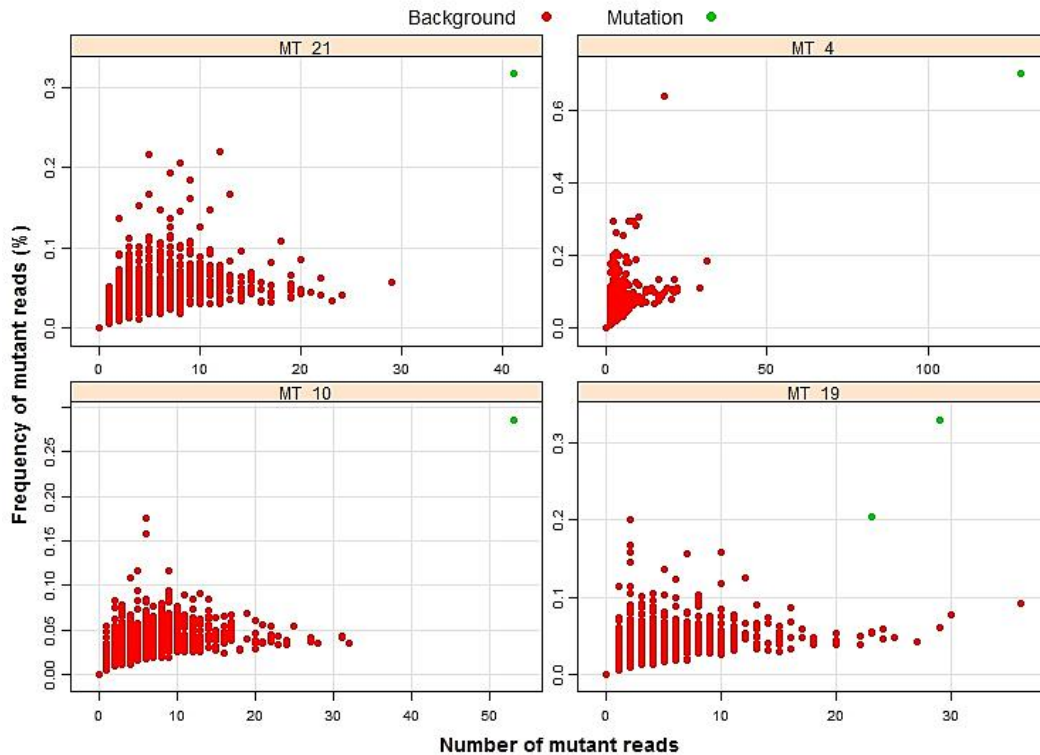 Background Mutation
MT_21 MT_4
0.3
0.2
0.1
0.0
0.6
0.4
0.2
0.0
0 10 20 30 40
0 50 100
MT_10 MT_19
0.25
0.20
0.15
0.10
0.05
0.00
0.3
0.2
0.1
0.0
0 10 20 30 40 50
0 10 20 30
Frequency of mutant reads (%)
Number of mutant reads